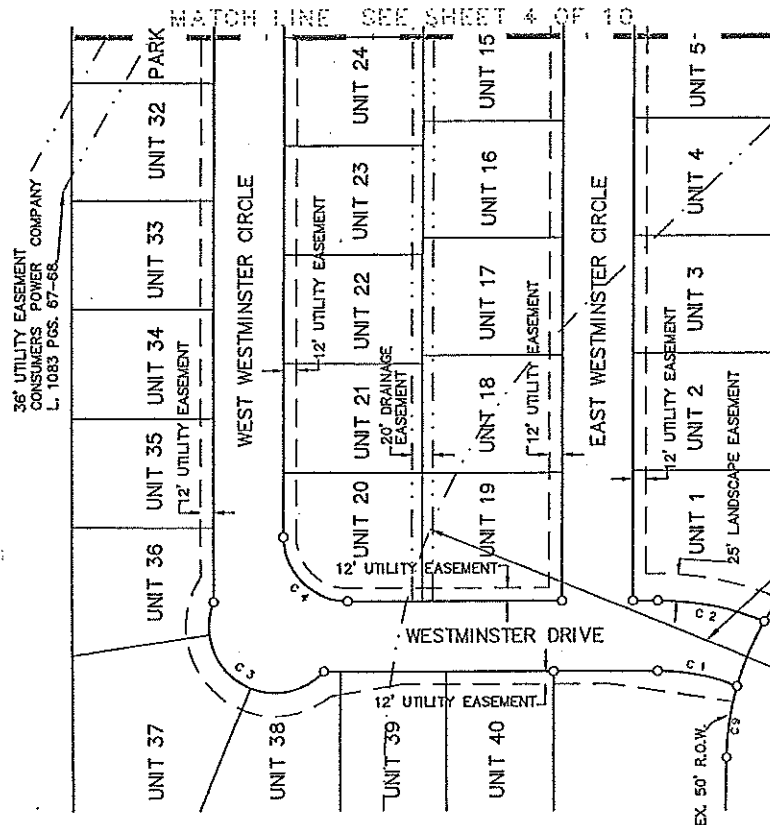 MATCH LINE SEE SHEET 4 OF 10
36' UTILITY EASEMENT
CONSUMERS POWER COMPANY
L. 1083 PGS. 67-68
PARK
UNIT 32
UNIT 33
UNIT 34
UNIT 35
UNIT 36
UNIT 37
UNIT 38
UNIT 39
UNIT 40
12' UTILITY EASEMENT
WEST WESTMINSTER CIRCLE
12' UTILITY EASEMENT
UNIT 24
UNIT 23
UNIT 22
UNIT 21
UNIT 20
20' DRAINAGE
EASEMENT
UNIT 15
UNIT 16
UNIT 17
UNIT 18
UNIT 19
12' UTILITY EASEMENT
EAST WESTMINSTER CIRCLE
UNIT 5
UNIT 4
UNIT 3
UNIT 2
UNIT 1
12' UTILITY EASEMENT
25' LANDSCAPE EASEMENT
12' UTILITY EASEMENT
WESTMINSTER DRIVE
12' UTILITY EASEMENT
C 4
C 3
C 2
C 1
C9
EX. 50' R.O.W.